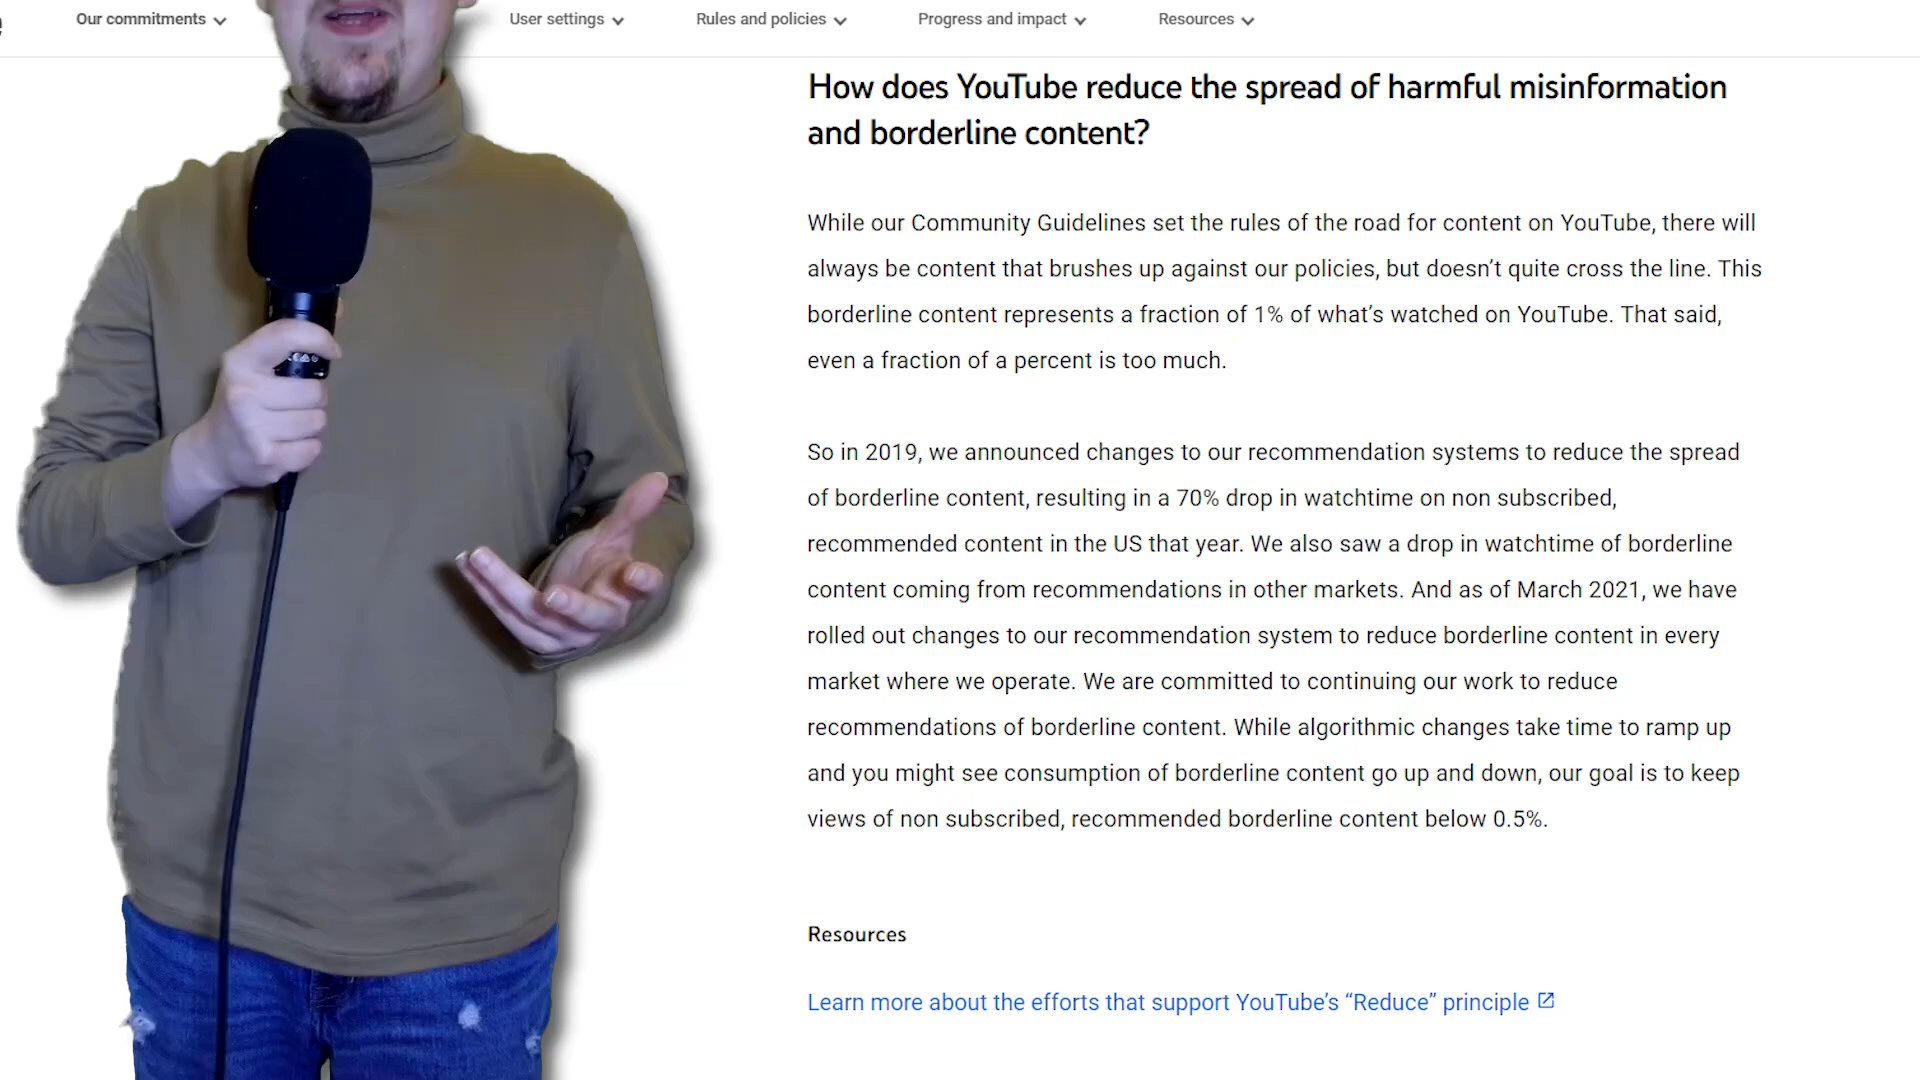 Our commitments
User settings
Rules and policies
Progress and impact
Resources
How does YouTube reduce the spread of harmful misinformation
and borderline content?
While our Community Guidelines set the rules of the road for content on YouTube, there will
always be content that brushes up against our policies, but doesn’t quite cross the line. This
borderline content represents a fraction of 1% of what’s watched on YouTube. That said,
even a fraction of a percent is too much.
So in 2019, we announced changes to our recommendation systems to reduce the spread
of borderline content, resulting in a 70% drop in watchtime on non subscribed,
recommended content in the US that year. We also saw a drop in watchtime of borderline
content coming from recommendations in other markets. And as of March 2021, we have
rolled out changes to our recommendation system to reduce borderline content in every
market where we operate. We are committed to continuing our work to reduce
recommendations of borderline content. While algorithmic changes take time to ramp up
and you might see consumption of borderline content go up and down, our goal is to keep
views of non subscribed, recommended borderline content below 0.5%.
Resources
Learn more about the efforts that support YouTube’s “Reduce” principle